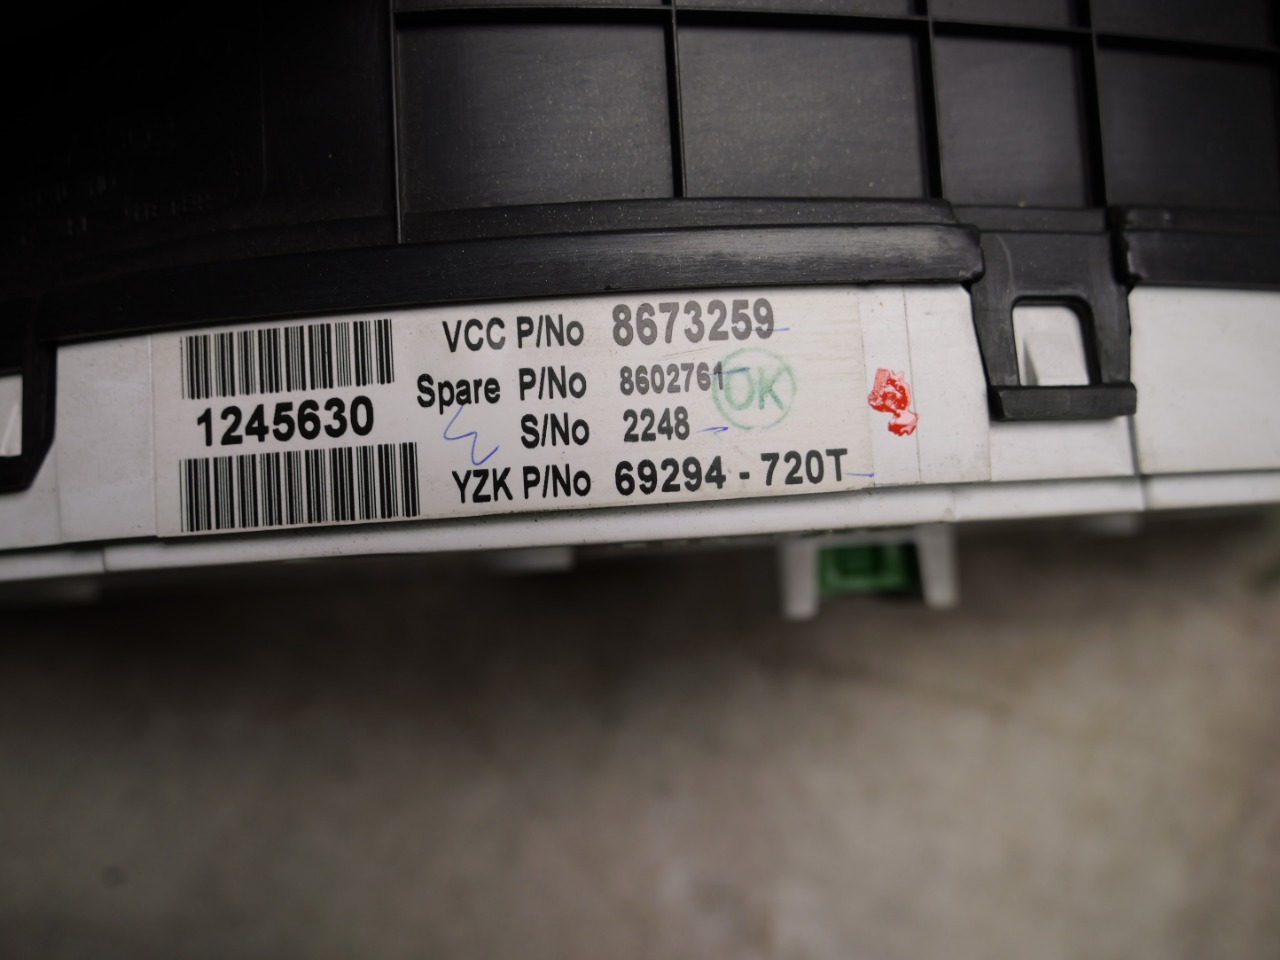 VCC P/No 8673259
Spare P/No 8602761
OK
1245630
S/No 2248
YZK P/No 69294-720T